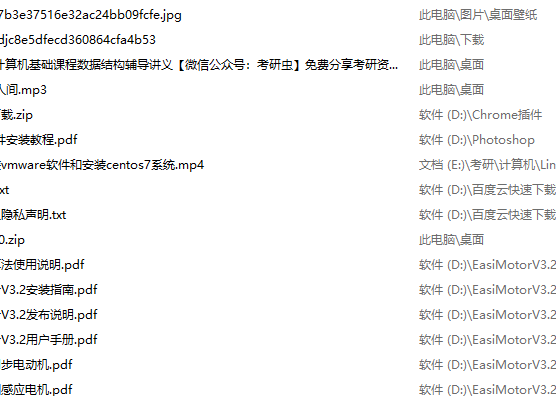 7b3e37516e32ac24bb09fcfe.jpg 此电脑\图片\桌面壁纸
djc8e5dfecd360864cfa4b53 此电脑\下载
计算机基础课程数据结构辅导讲义【微信公众号：考研虫】免费分享考研资... 此电脑\桌面
人间.mp3 此电脑\桌面
载.zip 软件 (D:)\Chrome插件
件安装教程.pdf 软件 (D:)\Photoshop
vmware软件和安装centos7系统.mp4 文档 (E:)\考研\计算机\Lin
xt 软件 (D:)\百度云快速下载
隐私声明.txt 软件 (D:)\百度云快速下载
0.zip 此电脑\桌面
法使用说明.pdf 软件 (D:)\EasiMotorV3.2
rV3.2安装指南.pdf 软件 (D:)\EasiMotorV3.2
rV3.2发布说明.pdf 软件 (D:)\EasiMotorV3.2
rV3.2用户手册.pdf 软件 (D:)\EasiMotorV3.2
步电动机.pdf 软件 (D:)\EasiMotorV3.2
感应电机.pdf 软件 (D:)\EasiMotorV3.2